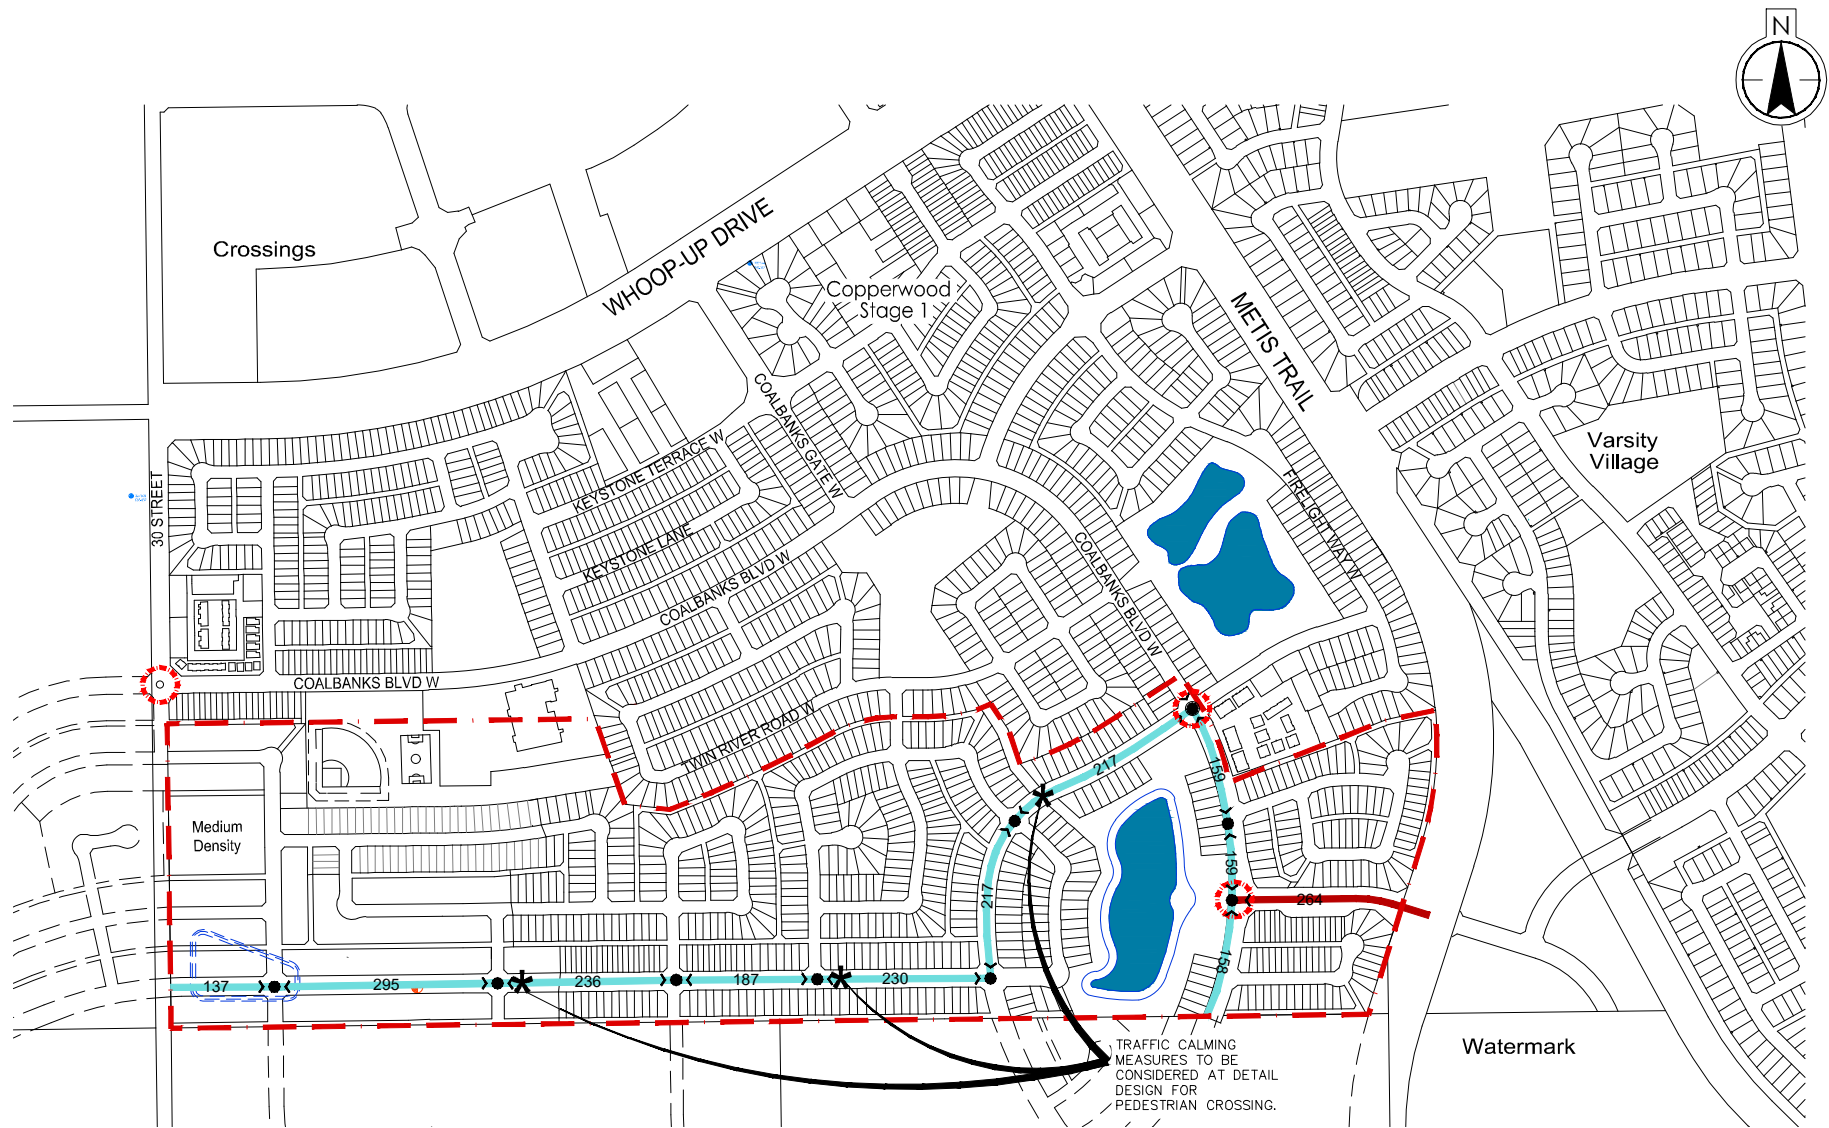 N
Crossings
WHOOP-UP DRIVE
Copperwood
Stage 1
METIS TRAIL
COALBANKS GATE W
Varsity
Village
KEYSTONE TERRACE W
30 STREET
FIRELIGHT WAY W
KEYSTONE LANE
COALBANKS BLVD W
COALBANKS BLVD W
COALBANKS BLVD W
TWIN RIVER ROAD W
217
159
Medium
Density
159
217
264
158
137
295
236
187
230
TRAFFIC CALMING
MEASURES TO BE
CONSIDERED AT DETAIL
DESIGN FOR
PEDESTRIAN CROSSING.
Watermark